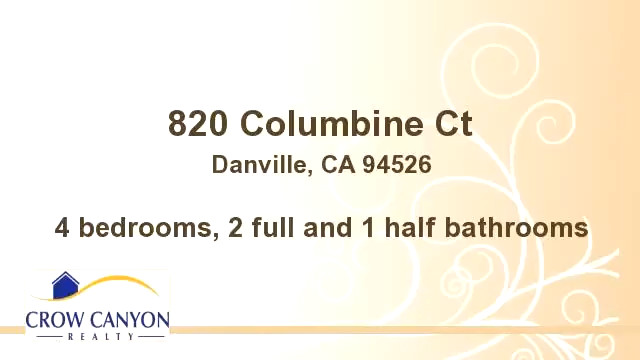 820 Columbine Ct
Danville, CA 94526
4 bedrooms, 2 full and 1 half bathrooms
CROW CANYON
REALTY